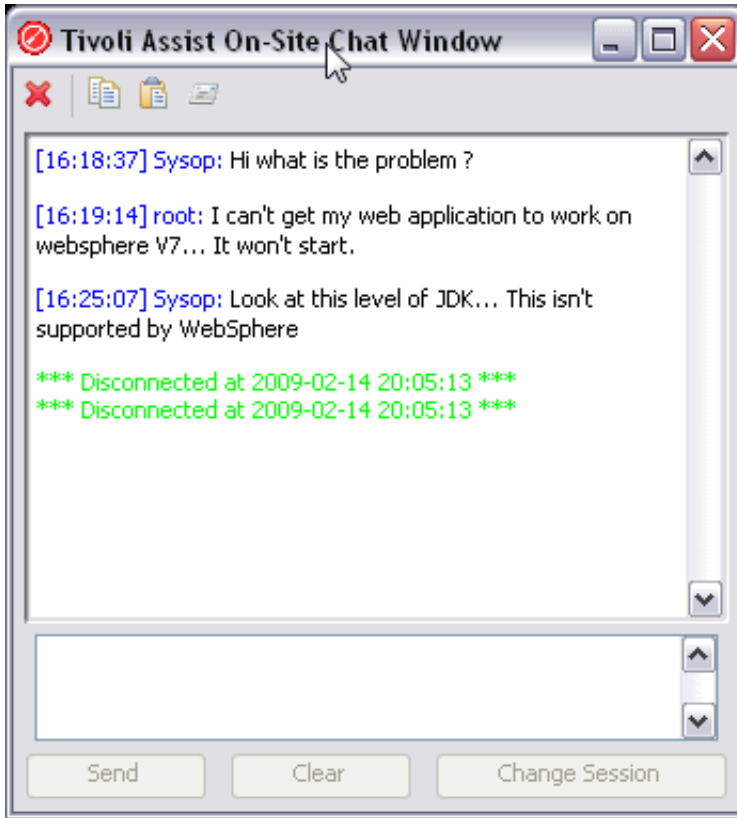 Tivoli Assist On-Site Chat Window
[16:18:37] Sysop: Hi what is the problem ?
[16:19:14] root: I can't get my web application to work on
websphere V7... It won't start.
[16:25:07] Sysop: Look at this level of JDK... This isn't
supported by WebSphere
*** Disconnected at 2009-02-14 20:05:13 ***
*** Disconnected at 2009-02-14 20:05:13 ***
Send Clear Change Session